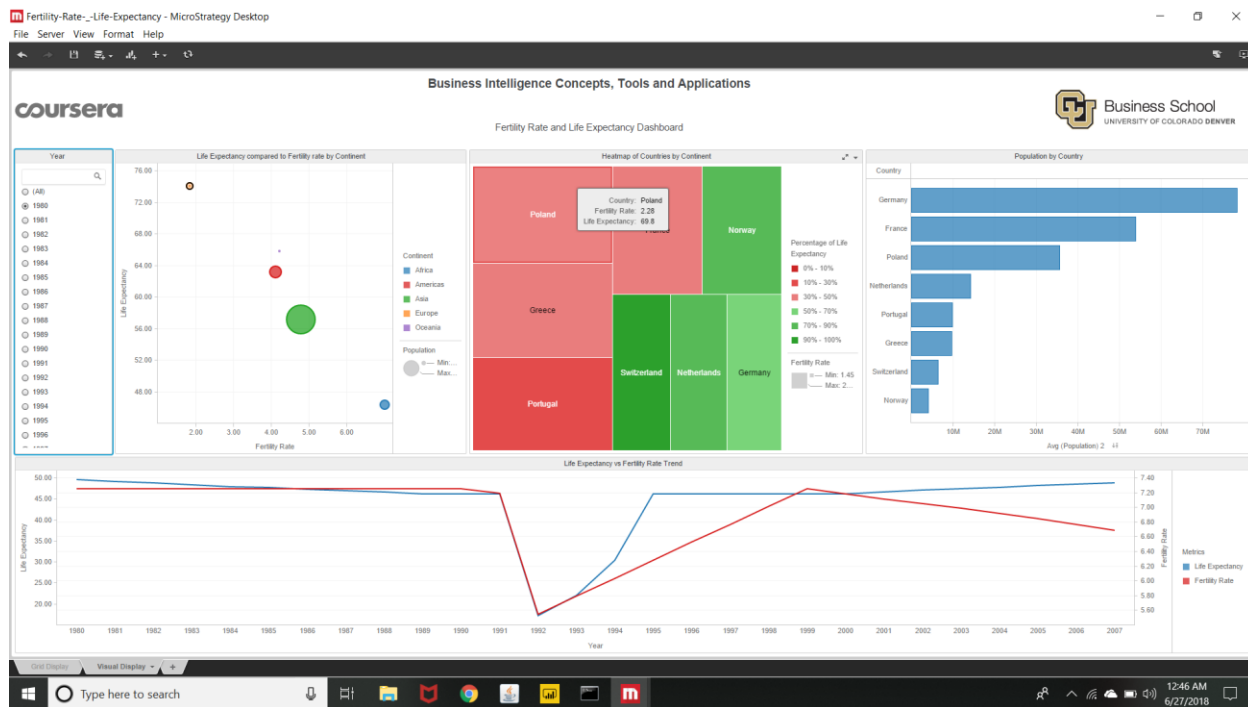 Fertility-Rate-_-Life-Expectancy - MicroStrategy Desktop
File Server View Format Help
Business Intelligence Concepts, Tools and Applications
coursera
Fertility Rate and Life Expectancy Dashboard
CU
Business School
UNIVERSITY OF COLORADO DENVER
Year
(All)
1980
1981
1982
1983
1984
1985
1986
1987
1988
1989
1990
1991
1992
1993
1994
1995
1996
Life Expectancy compared to Fertility rate by Continent
76.00
72.00
68.00
64.00
60.00
56.00
52.00
48.00
Life Expectancy
2.00 3.00 4.00 5.00 6.00
Fertility Rate
Continent
Africa
Americas
Asia
Europe
Oceania
Population
Min:...
Max...
Heatmap of Countries by Continent
Poland
Country: Poland
Fertility Rate: 2.28
Life Expectancy: 69.8
Norway
Greece
Portugal
Switzerland
Netherlands
Germany
Percentage of Life
Expectancy
0% - 10%
10% - 30%
30% - 50%
50% - 70%
70% - 90%
90% - 100%
Fertility Rate
Min: 1.45
Max: 2...
Population by Country
Country
Germany
France
Poland
Netherlands
Portugal
Greece
Switzerland
Norway
10M 20M 30M 40M 50M 60M 70M
Avg (Population) 2
Life Expectancy vs Fertility Rate Trend
50.00
45.00
40.00
35.00
30.00
25.00
20.00
Life Expectancy
7.40
7.20
7.00
6.80
6.60
6.40
6.20
6.00
5.80
5.60
Fertility Rate
1980 1981 1982 1983 1984 1985 1986 1987 1988 1989 1990 1991 1992 1993 1994 1995 1996 1997 1998 1999 2000 2001 2002 2003 2004 2005 2006 2007
Year
Metrics
Life Expectancy
Fertility Rate
Grid Display
Visual Display
Type here to search
12:46 AM
6/27/2018